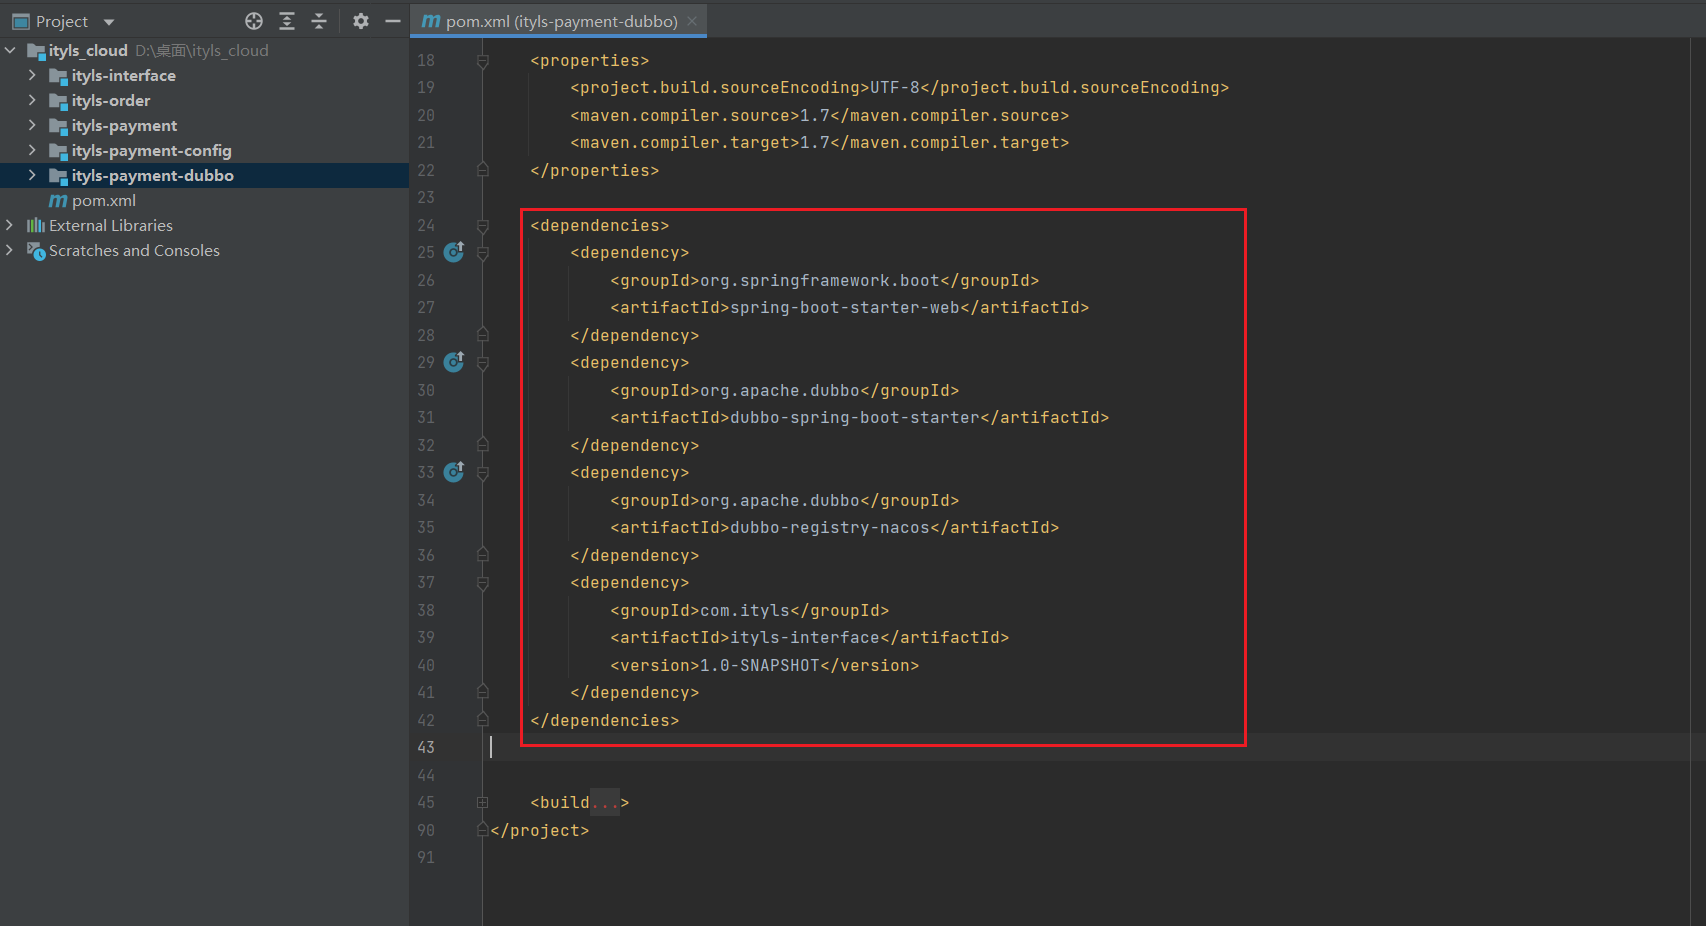 Project
ityls_cloud D:\桌面\ityls_cloud
ityls-interface
ityls-order
ityls-payment
ityls-payment-config
ityls-payment-dubbo
pom.xml
External Libraries
Scratches and Consoles
pom.xml (ityls-payment-dubbo)
18 <properties>
19 <project.build.sourceEncoding>UTF-8</project.build.sourceEncoding>
20 <maven.compiler.source>1.7</maven.compiler.source>
21 <maven.compiler.target>1.7</maven.compiler.target>
22 </properties>
23
24 <dependencies>
25 <dependency>
26 <groupId>org.springframework.boot</groupId>
27 <artifactId>spring-boot-starter-web</artifactId>
28 </dependency>
29 <dependency>
30 <groupId>org.apache.dubbo</groupId>
31 <artifactId>dubbo-spring-boot-starter</artifactId>
32 </dependency>
33 <dependency>
34 <groupId>org.apache.dubbo</groupId>
35 <artifactId>dubbo-registry-nacos</artifactId>
36 </dependency>
37 <dependency>
38 <groupId>com.ityls</groupId>
39 <artifactId>ityls-interface</artifactId>
40 <version>1.0-SNAPSHOT</version>
41 </dependency>
42 </dependencies>
43
44
45 <build...>
90 </project>
91